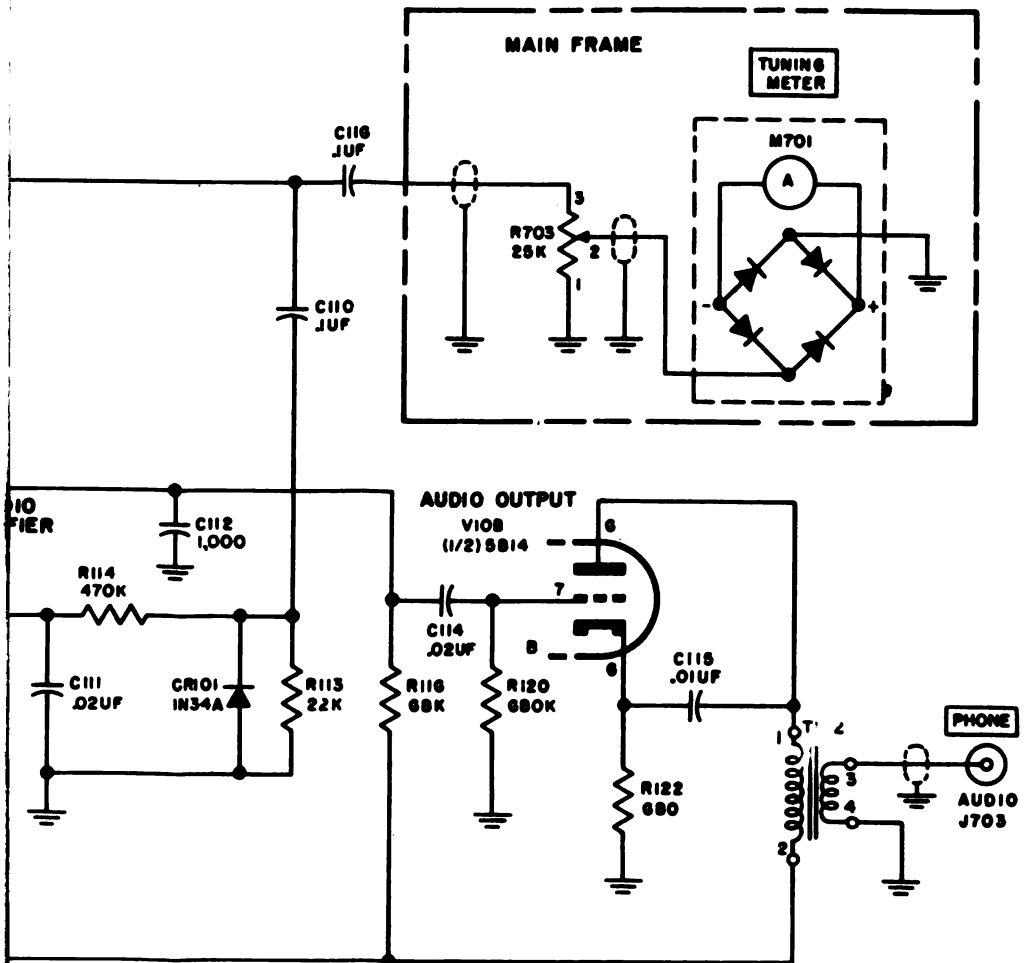 MAIN FRAME
TUNING
METER
M701
A
C116
.1UF
3
R703
25K
2
1
-
+
C110
.1UF
DIO
FIER
C112
1,000
R114
470K
C111
.02UF
CR101
1N34A
R113
22K
R116
68K
C114
.02UF
R120
680K
AUDIO OUTPUT
V108
(1/2) 5814
6
7
8
C115
.01UF
R122
680
1
2
3
4
PHONE
AUDIO
J703